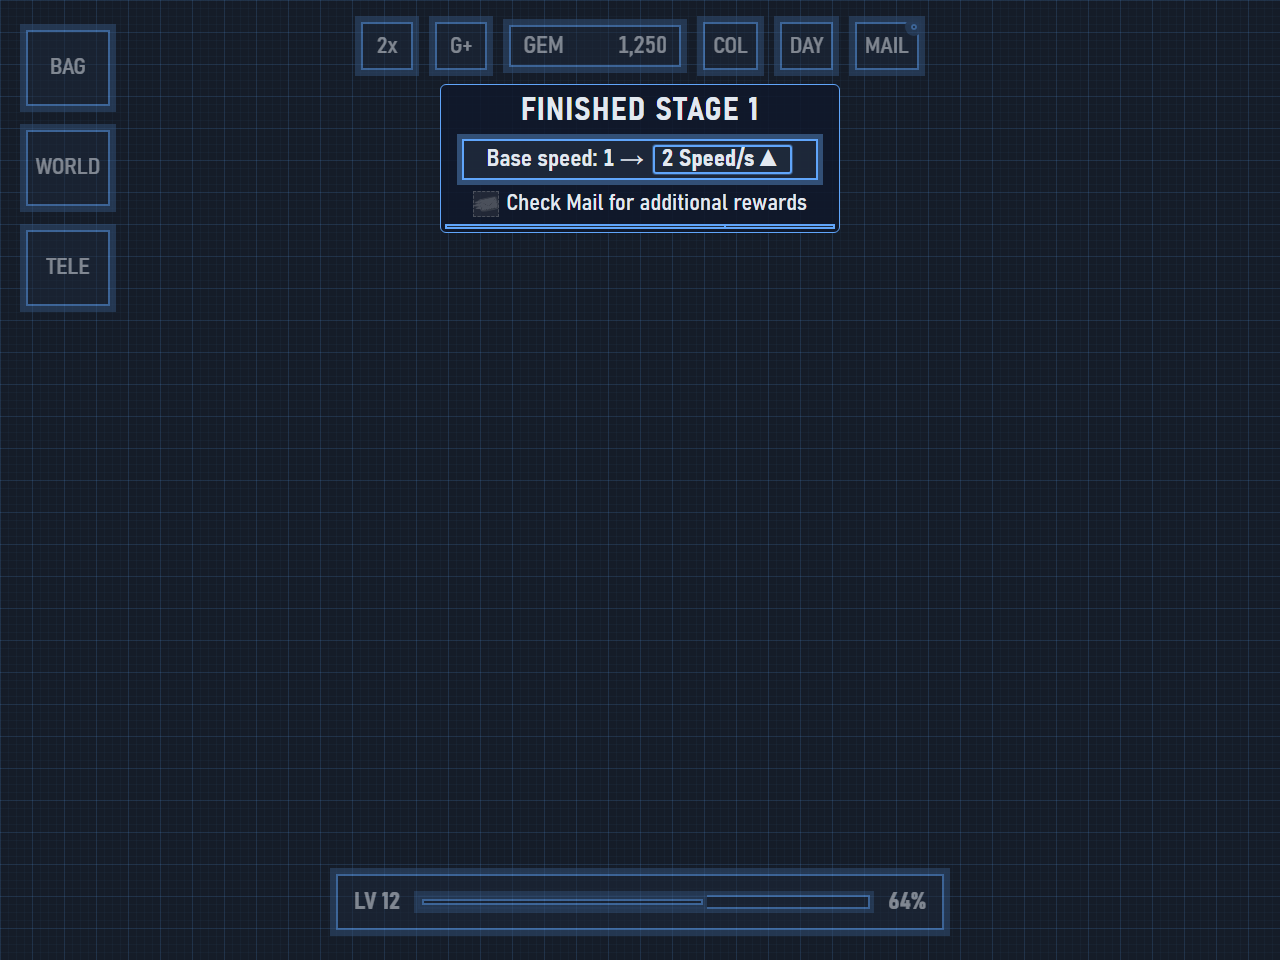 BAG
WORLD
TELE
2x
G+
GEM 1,250
COL
DAY
MAIL
FINISHED STAGE 1
Base speed: 1 → 2 Speed/s ▲
Check Mail for additional rewards
LV 12
64%